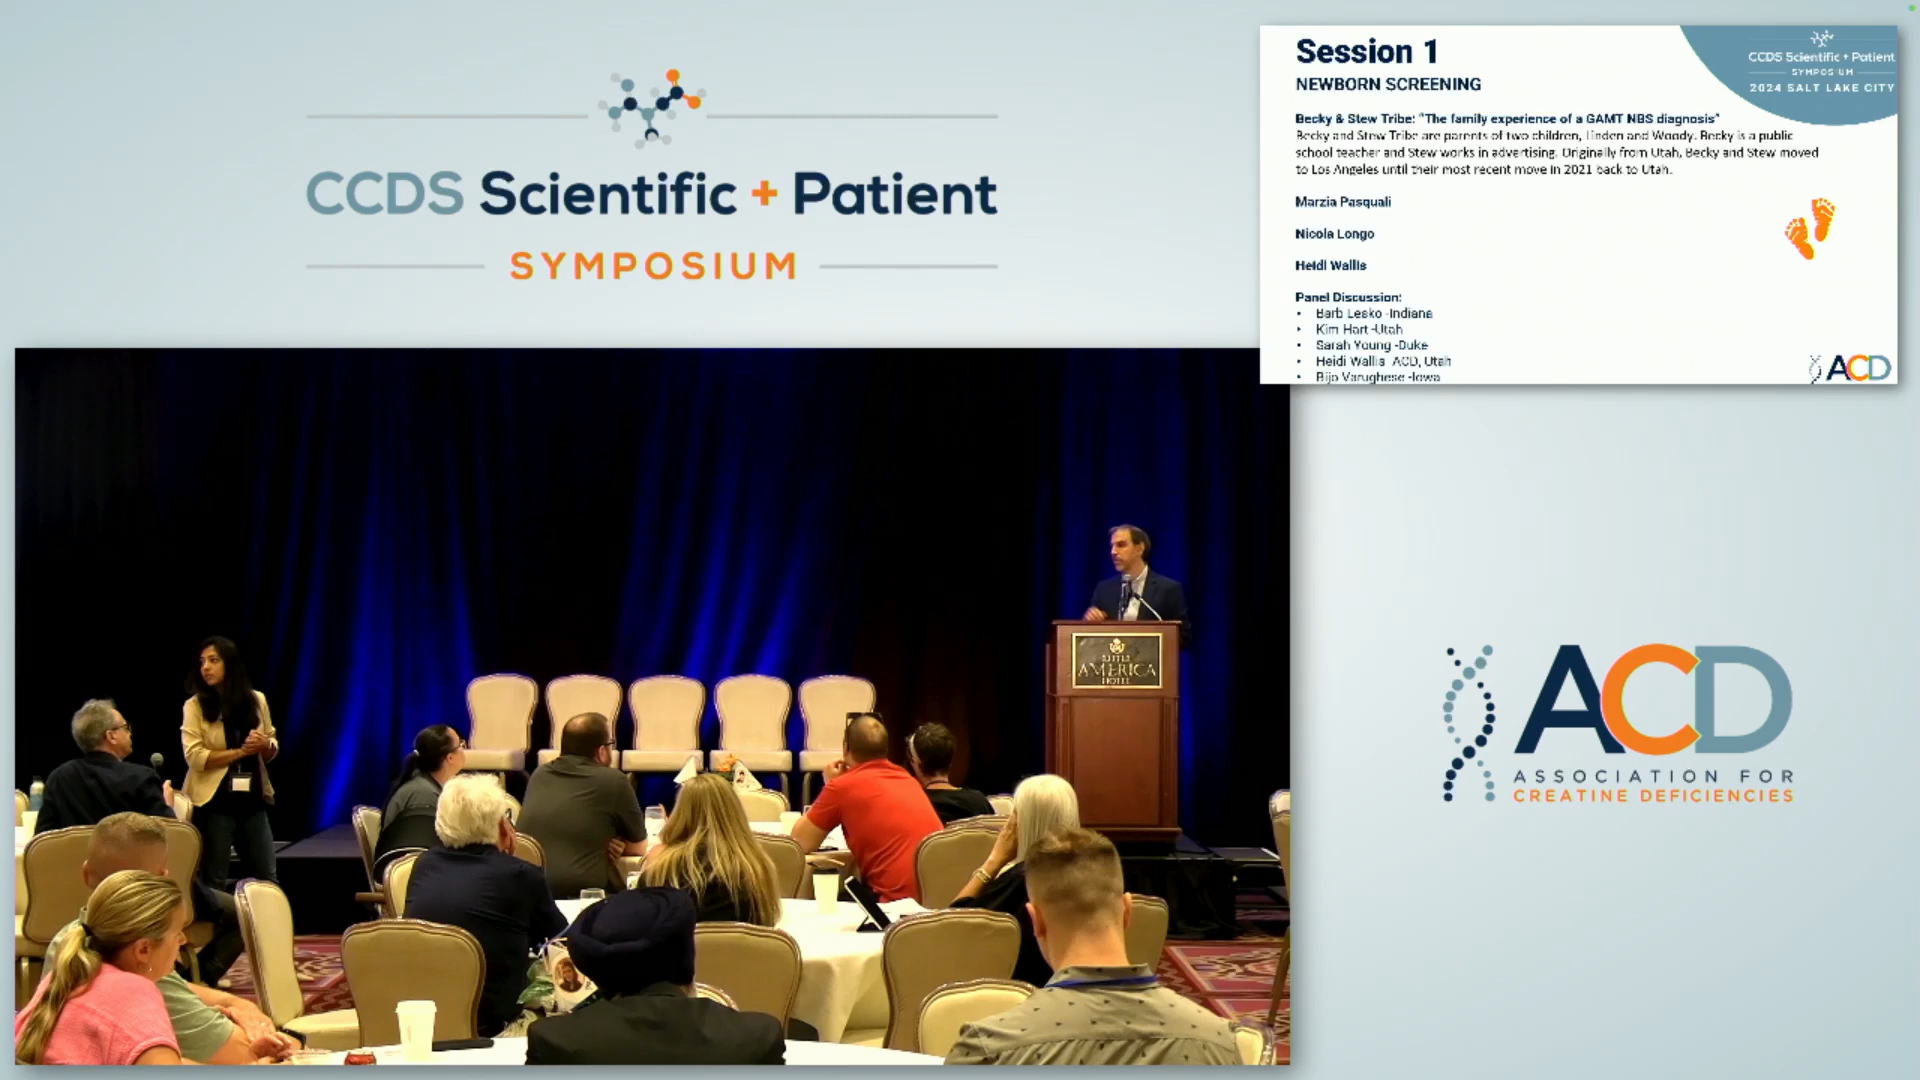 CCDS Scientific + Patient
SYMPOSIUM
Session 1
NEWBORN SCREENING
CCDS Scientific + Patient
SYMPOSIUM
2024 SALT LAKE CITY
Becky & Stew Tribe: “The family experience of a GAMT NBS diagnosis”
Becky and Stew Tribe are parents of two children, Linden and Woody. Becky is a public
school teacher and Stew works in advertising. Originally from Utah, Becky and Stew moved
to Los Angeles until their most recent move in 2021 back to Utah.
Marzia Pasquali
Nicola Longo
Heidi Wallis
Panel Discussion:
• Barb Lesko -Indiana
• Kim Hart -Utah
• Sarah Young -Duke
• Heidi Wallis ACD, Utah
• Bijo Varughese -Iowa
ACD
LITTLE
AMERICA
HOTEL
ACD
ASSOCIATION FOR
CREATINE DEFICIENCIES